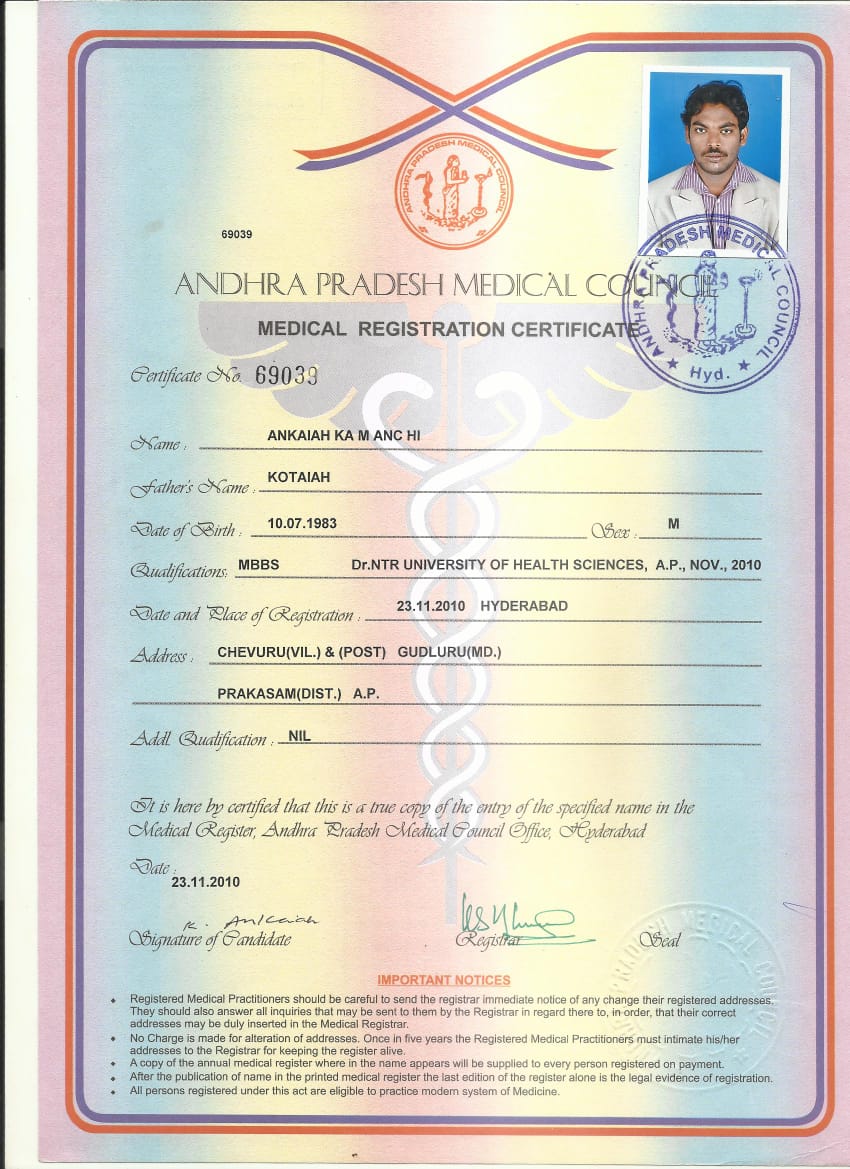 ANDHRA PRADESH MEDICAL COUNCIL
69039
ANDHRA PRADESH MEDICAL COUNCIL
ANDHRA PRADESH MEDICAL COUNCIL
Hyd.
MEDICAL REGISTRATION CERTIFICATE
Certificate No. 69039
Name : ANKAIAH KA M ANC HI
Father's Name : KOTAIAH
Date of Birth : 10.07.1983 Sex : M
Qualifications: MBBS Dr.NTR UNIVERSITY OF HEALTH SCIENCES, A.P., NOV., 2010
Date and Place of Registration : 23.11.2010 HYDERABAD
Address : CHEVURU(VIL.) & (POST) GUDLURU(MD.)
PRAKASAM(DIST.) A.P.
Addl. Qualification : NIL
It is here by certified that this is a true copy of the entry of the specified name in the
Medical Register, Andhra Pradesh Medical Council Office, Hyderabad
Date :
23.11.2010
K. Ankaiah
Signature of Candidate Registrar Seal
IMPORTANT NOTICES
Registered Medical Practitioners should be careful to send the registrar immediate notice of any change their registered addresses.
They should also answer all inquiries that may be sent to them by the Registrar in regard there to, in order, that their correct
addresses may be duly inserted in the Medical Registrar.
No Charge is made for alteration of addresses. Once in five years the Registered Medical Practitioners must intimate his/her
addresses to the Registrar for keeping the register alive.
A copy of the annual medical register where in the name appears will be supplied to every person registered on payment.
After the publication of name in the printed medical register the last edition of the register alone is the legal evidence of registration.
All persons registered under this act are eligible to practice modern system of Medicine.